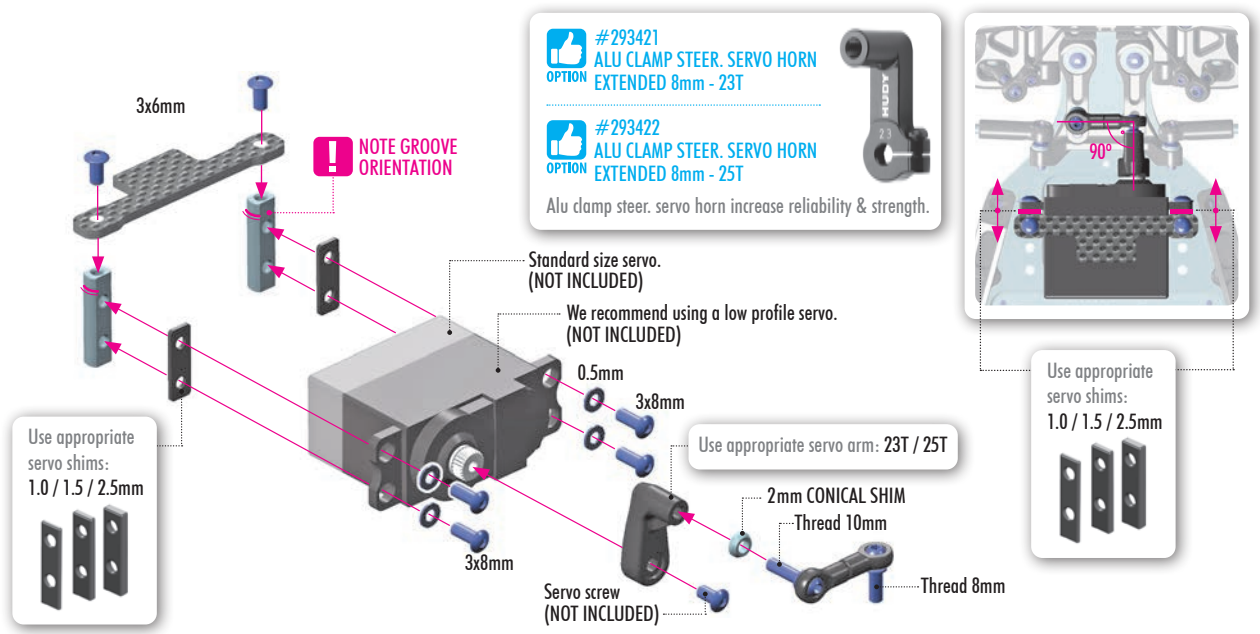 #293421
ALU CLAMP STEER. SERVO HORN
EXTENDED 8mm - 23T
OPTION
#293422
ALU CLAMP STEER. SERVO HORN
EXTENDED 8mm - 25T
OPTION
HUDY
23
Alu clamp steer. servo horn increase reliability & strength.
90º
3x6mm
!
NOTE GROOVE
ORIENTATION
Standard size servo.
(NOT INCLUDED)
We recommend using a low profile servo.
(NOT INCLUDED)
0.5mm
3x8mm
Use appropriate
servo shims:
1.0 / 1.5 / 2.5mm
Use appropriate servo arm: 23T / 25T
2mm CONICAL SHIM
Thread 10mm
Thread 8mm
3x8mm
Servo screw
(NOT INCLUDED)
Use appropriate
servo shims:
1.0 / 1.5 / 2.5mm